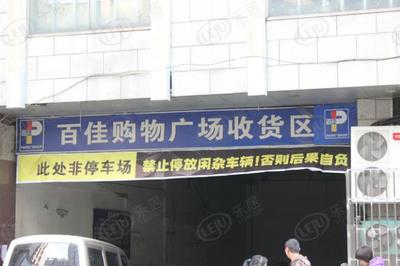 百佳购物广场收货区
此处非停车场 禁止停放闲杂车辆!否则后果自负